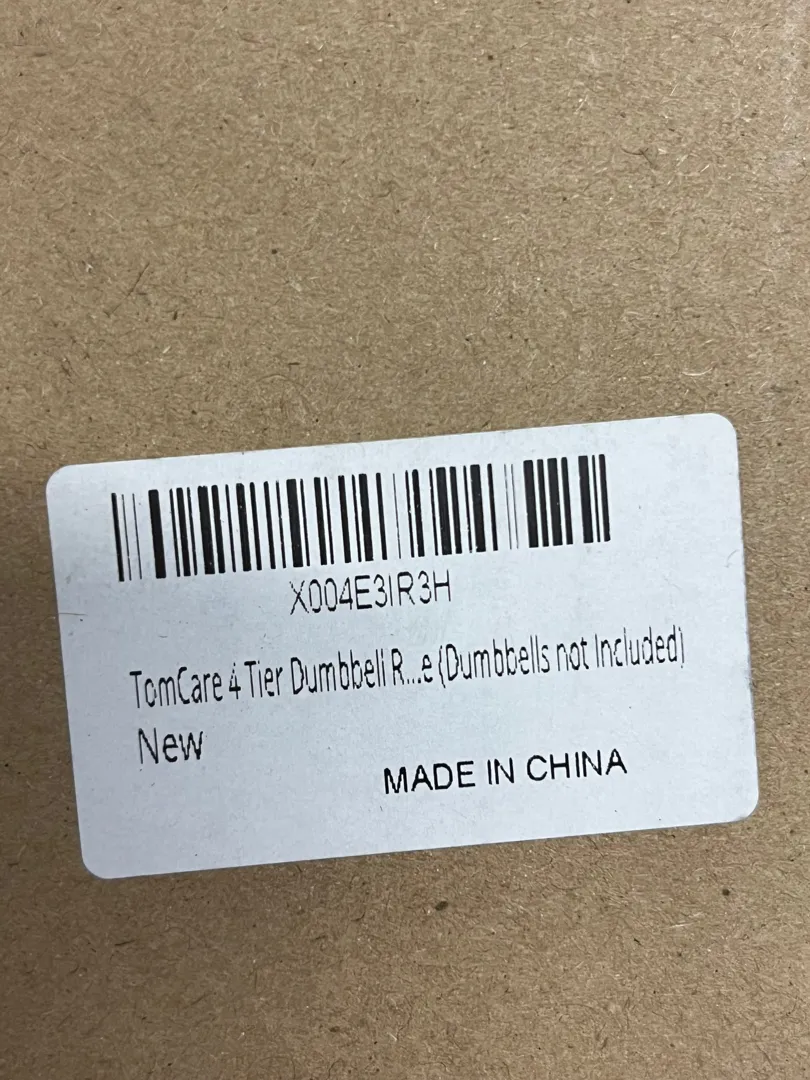 X004E3IR3H
TomCare 4 Tier Dumbbell R...e (Dumbbells not Included)
New
MADE IN CHINA